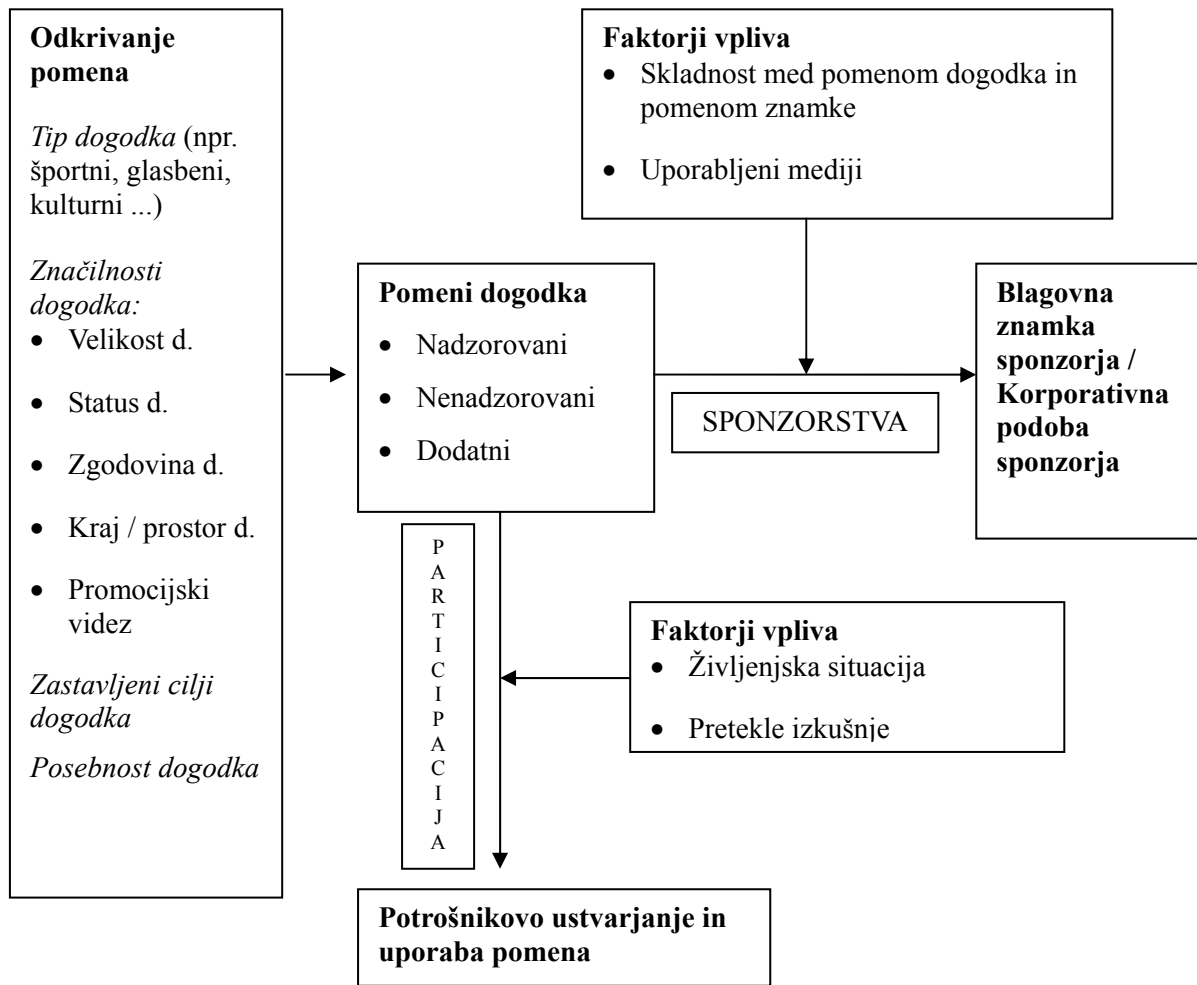 Odkrivanje
pomena
Tip dogodka (npr.
športni, glasbeni,
kulturni ...)
Značilnosti
dogodka:
• Velikost d.
• Status d.
• Zgodovina d.
• Kraj / prostor d.
• Promocijski
videz
Zastavljeni cilji
dogodka
Posebnost dogodka
Faktorji vpliva
• Skladnost med pomenom dogodka in
pomenom znamke
• Uporabljeni mediji
Pomeni dogodka
• Nadzorovani
• Nenadzorovani
• Dodatni
SPONZORSTVA
Blagovna
znamka
sponzorja /
Korporativna
podoba
sponzorja
PARTICIPACIJA
Faktorji vpliva
• Življenjska situacija
• Pretekle izkušnje
Potrošnikovo ustvarjanje in
uporaba pomena